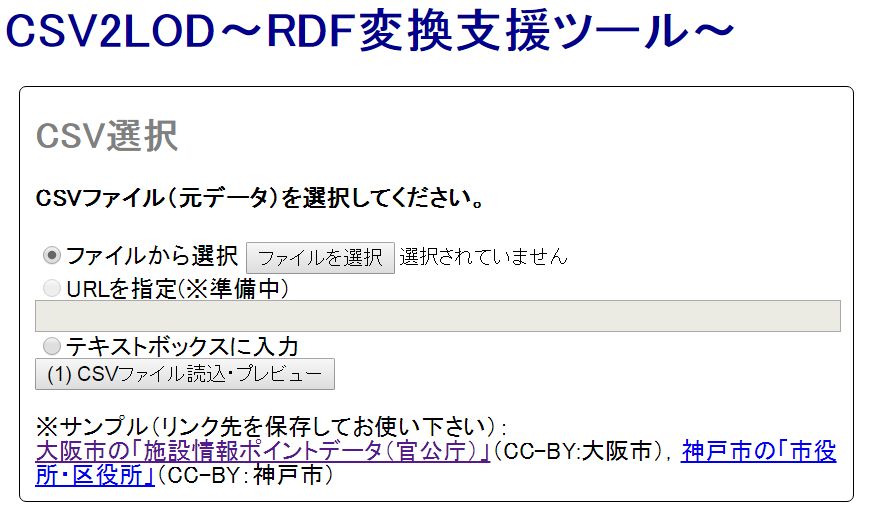 CSV2LOD～RDF変換支援ツール～
CSV選択
CSVファイル（元データ）を選択してください。
ファイルから選択 ファイルを選択 選択されていません
URLを指定(※準備中)
テキストボックスに入力
(1) CSVファイル読込・プレビュー
※サンプル（リンク先を保存してお使い下さい）：
大阪市の「施設情報ポイントデータ（官公庁）」（CC-BY:大阪市）， 神戸市の「市役
所・区役所」（CC-BY：神戸市）